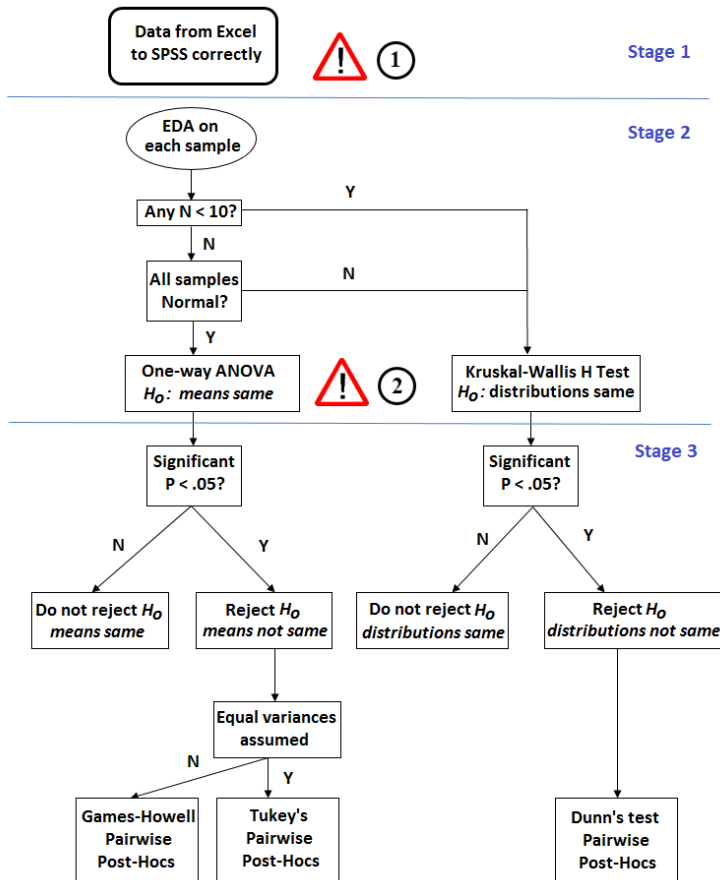 Data from Excel
to SPSS correctly
!
1
Stage 1
EDA on
each sample
Stage 2
Any N < 10?
Y
N
All samples
Normal?
N
Y
One-way ANOVA
Ho: means same
!
2
Kruskal-Wallis H Test
Ho: distributions same
Stage 3
Significant
P < .05?
Significant
P < .05?
N
Y
N
Y
Do not reject Ho
means same
Reject Ho
means not same
Do not reject Ho
distributions same
Reject Ho
distributions not same
Equal variances
assumed
N
Y
Games-Howell
Pairwise
Post-Hocs
Tukey's
Pairwise
Post-Hocs
Dunn's test
Pairwise
Post-Hocs